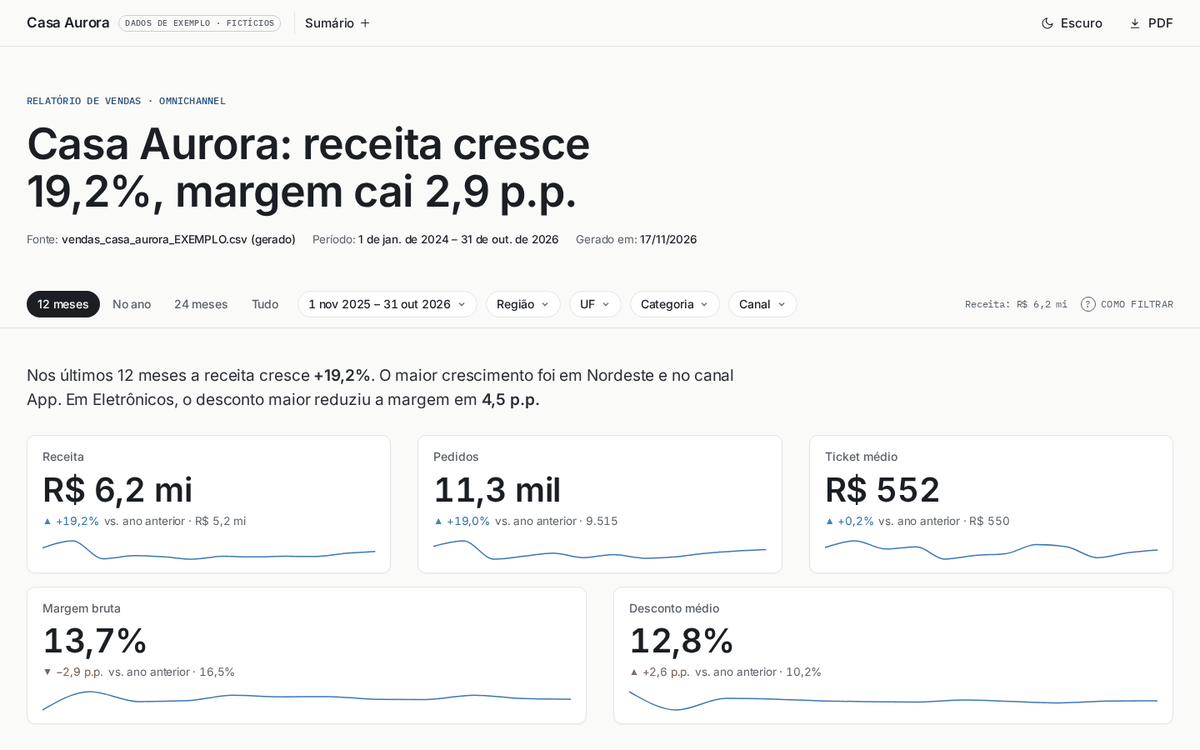 Casa Aurora DADOS DE EXEMPLO · FICTÍCIOS Sumário + Escuro PDF
RELATÓRIO DE VENDAS · OMNICHANNEL
Casa Aurora: receita cresce
19,2%, margem cai 2,9 p.p.
Fonte: vendas_casa_aurora_EXEMPLO.csv (gerado) Período: 1 de jan. de 2024 – 31 de out. de 2026 Gerado em: 17/11/2026
12 meses No ano 24 meses Tudo 1 nov 2025 – 31 out 2026 Região UF Categoria Canal Receita: R$ 6,2 mi ? COMO FILTRAR
Nos últimos 12 meses a receita cresce +19,2%. O maior crescimento foi em Nordeste e no canal
App. Em Eletrônicos, o desconto maior reduziu a margem em 4,5 p.p.
Receita
R$ 6,2 mi
▲ +19,2% vs. ano anterior · R$ 5,2 mi
Pedidos
11,3 mil
▲ +19,0% vs. ano anterior · 9.515
Ticket médio
R$ 552
▲ +0,2% vs. ano anterior · R$ 550
Margem bruta
13,7%
▼ −2,9 p.p. vs. ano anterior · 16,5%
Desconto médio
12,8%
▲ +2,6 p.p. vs. ano anterior · 10,2%